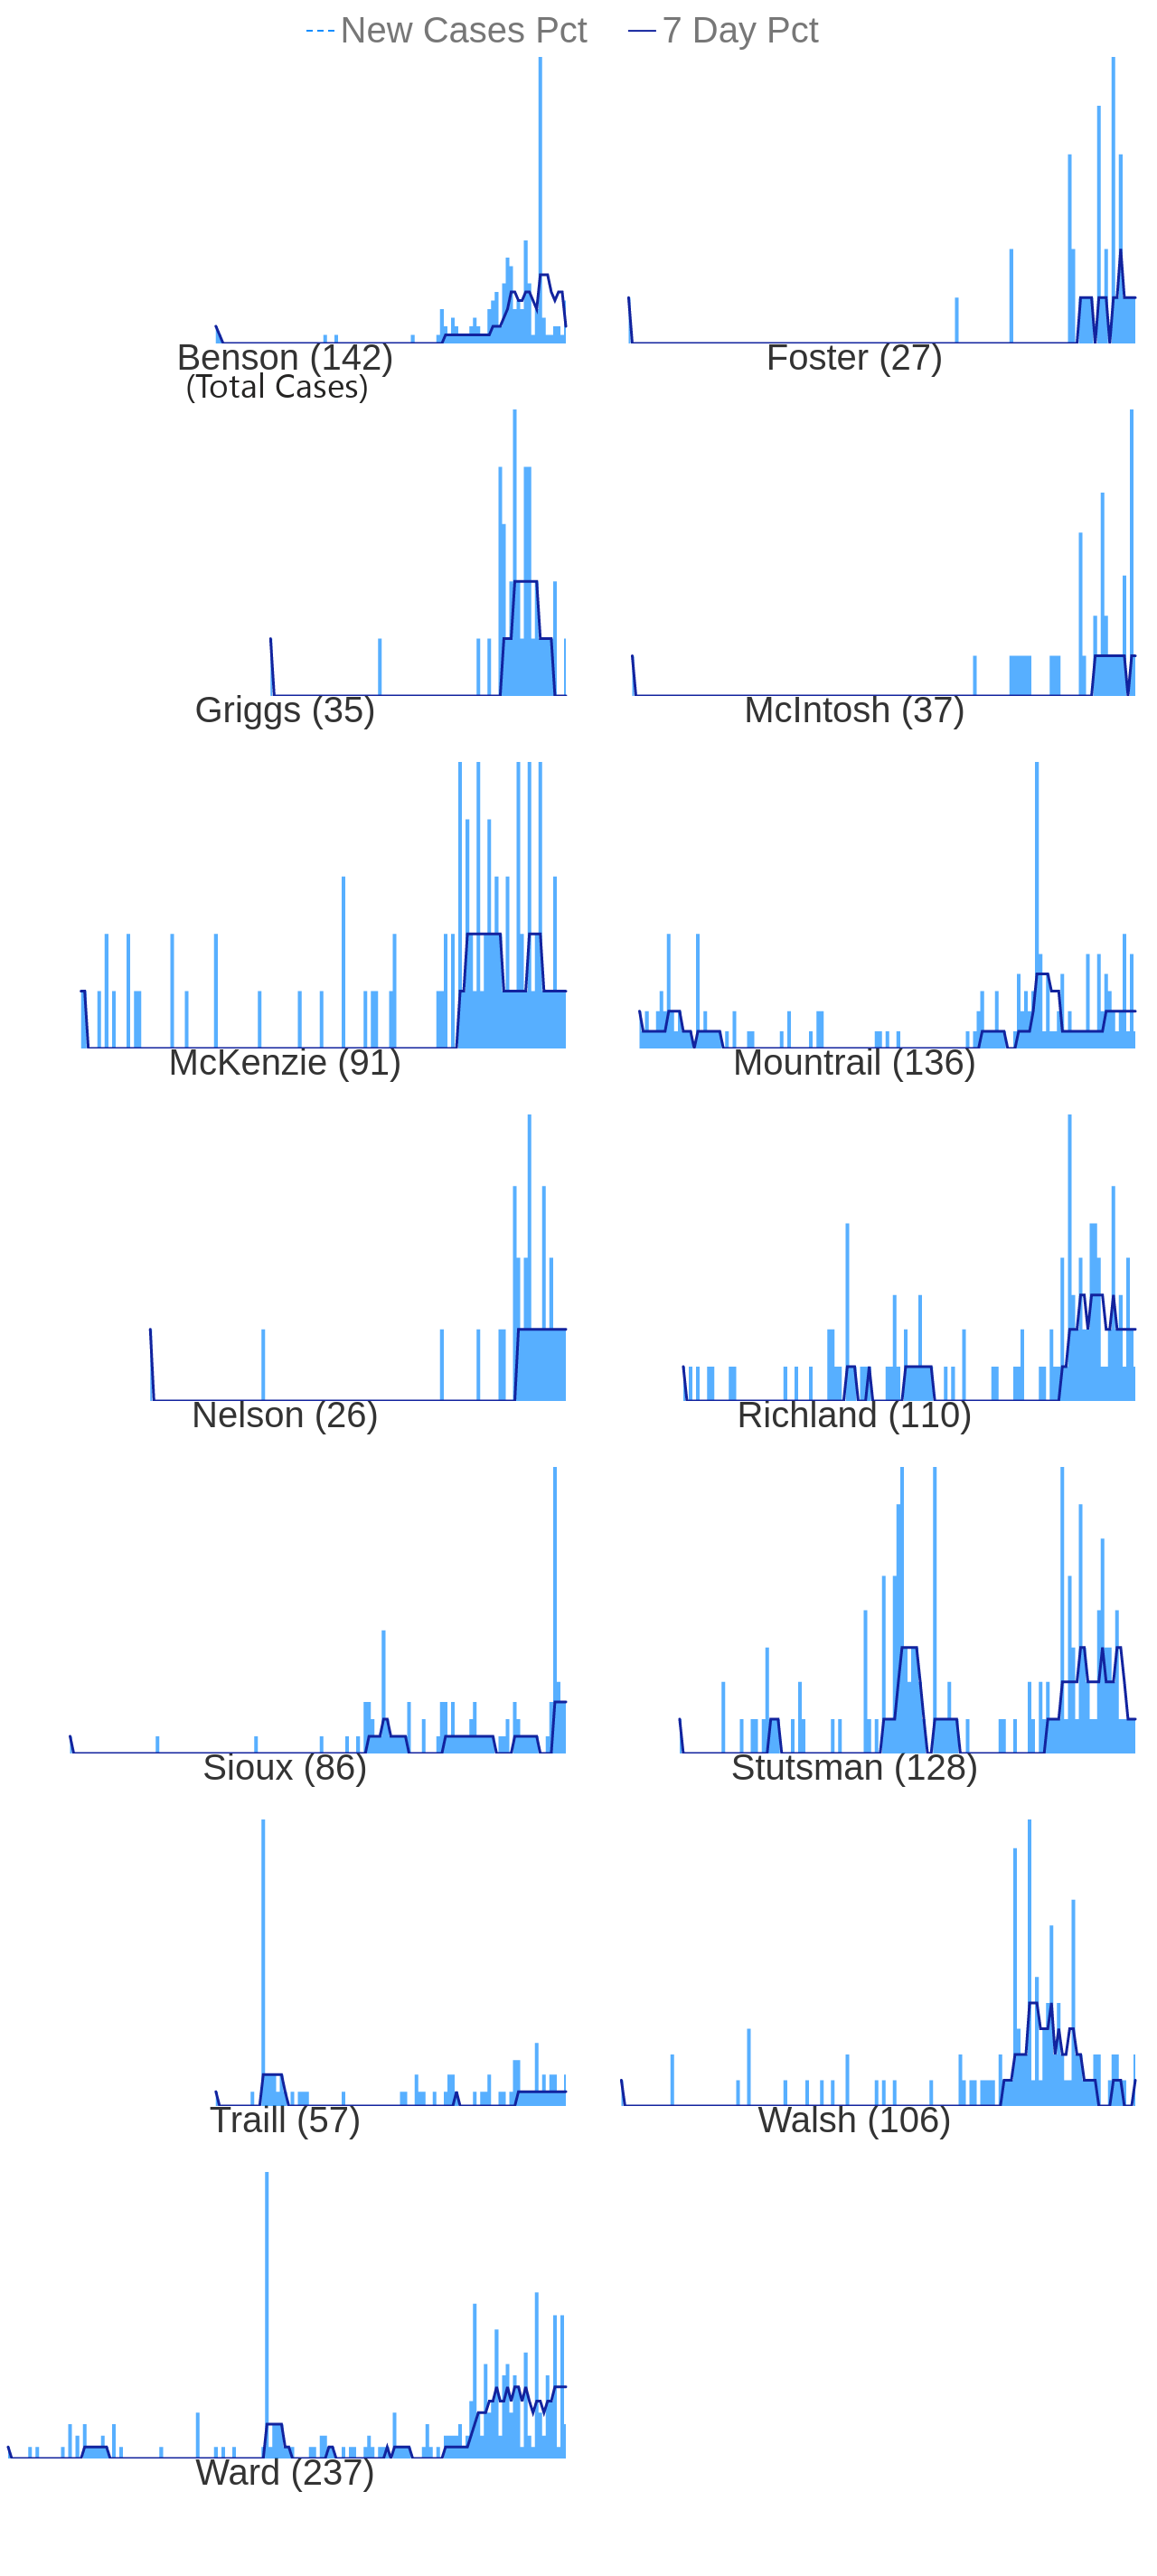 New Cases Pct 7 Day Pct
Benson (142) Foster (27)
(Total Cases)
Griggs (35) McIntosh (37)
McKenzie (91) Mountrail (136)
Nelson (26) Richland (110)
Sioux (86) Stutsman (128)
Traill (57) Walsh (106)
Ward (237)